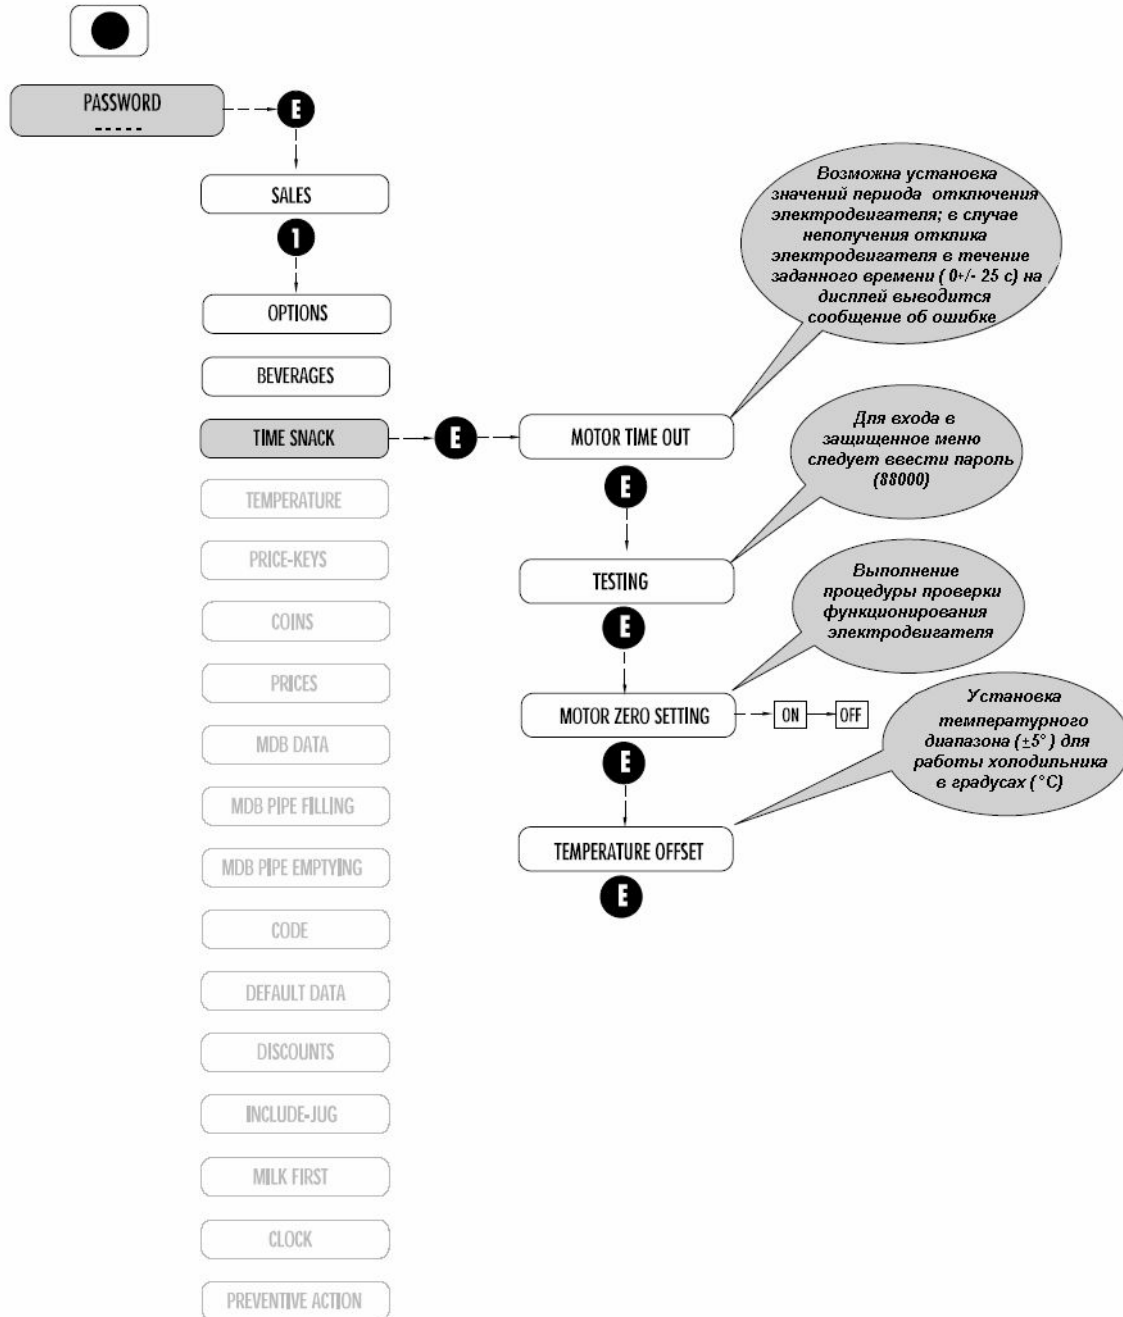 PASSWORD
-----
E
SALES
1
OPTIONS
BEVERAGES
TIME SNACK
E
TEMPERATURE
PRICE-KEYS
COINS
PRICES
MDB DATA
MDB PIPE FILLING
MDB PIPE EMPTYING
CODE
DEFAULT DATA
DISCOUNTS
INCLUDE-JUG
MILK FIRST
CLOCK
PREVENTIVE ACTION
MOTOR TIME OUT
E
TESTING
E
MOTOR ZERO SETTING
ON
OFF
E
TEMPERATURE OFFSET
E
Возможна установка
значений периода отключения
электродвигателя; в случае
неполучения отклика
электродвигателя в течение
заданного времени ( 0+/- 25 с) на
дисплей выводится
сообщение об ошибке
Для входа в
защищенное меню
следует ввести пароль
(88000)
Выполнение
процедуры проверки
функционирования
электродвигателя
Установка
температурного
диапазона (±5° ) для
работы холодильника
в градусах (°С)